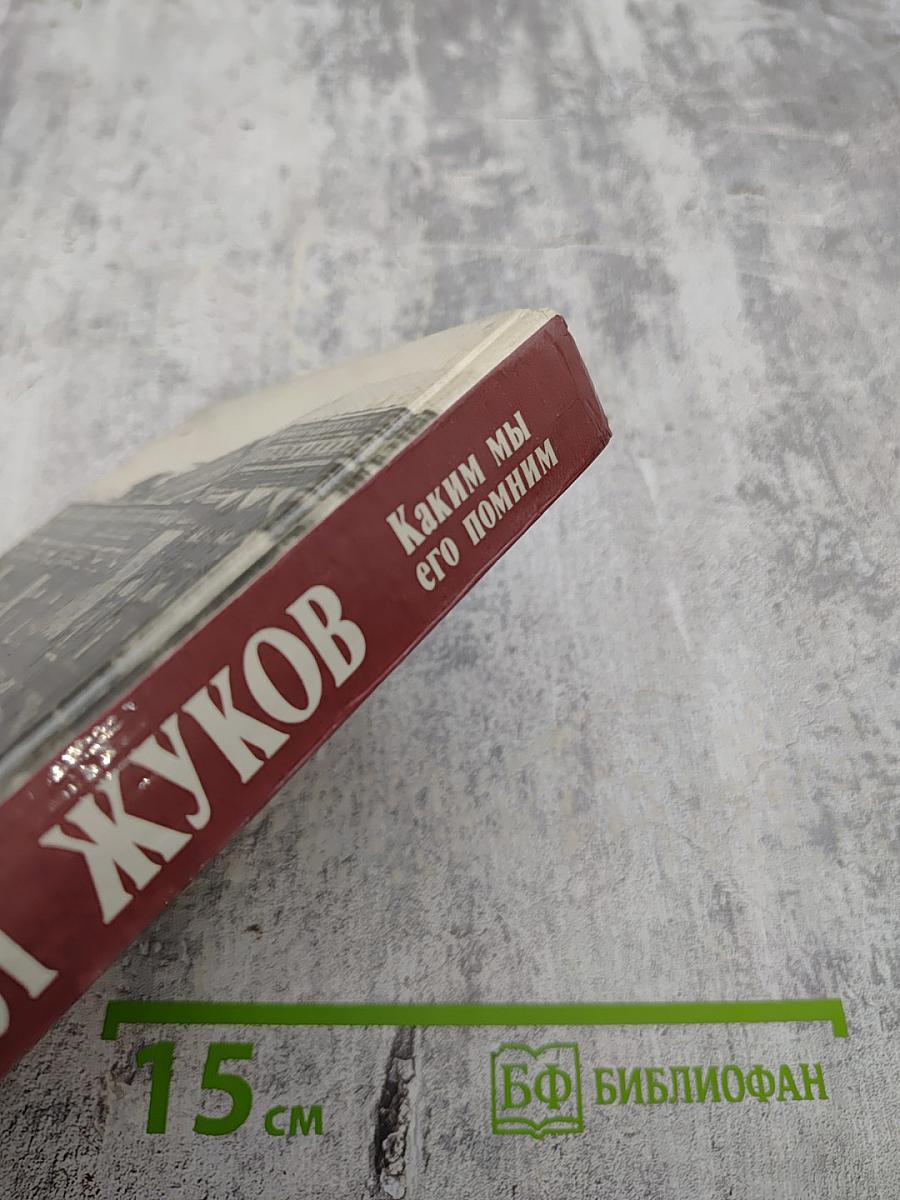 ЖУКОВ
Каким мы
его помним
15 см
БФ БИБЛИОФАН